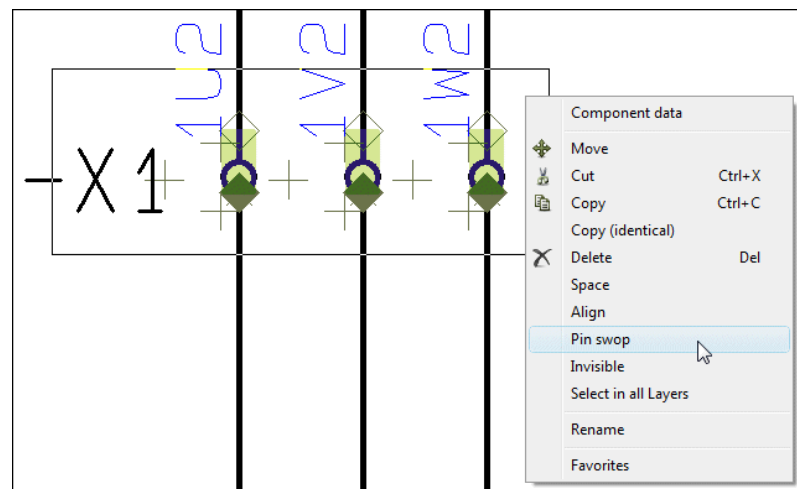 1U2
1V2
1W2
-X1
Component data
Move
Cut Ctrl+X
Copy Ctrl+C
Copy (identical)
Delete Del
Space
Align
Pin swop
Invisible
Select in all Layers
Rename
Favorites